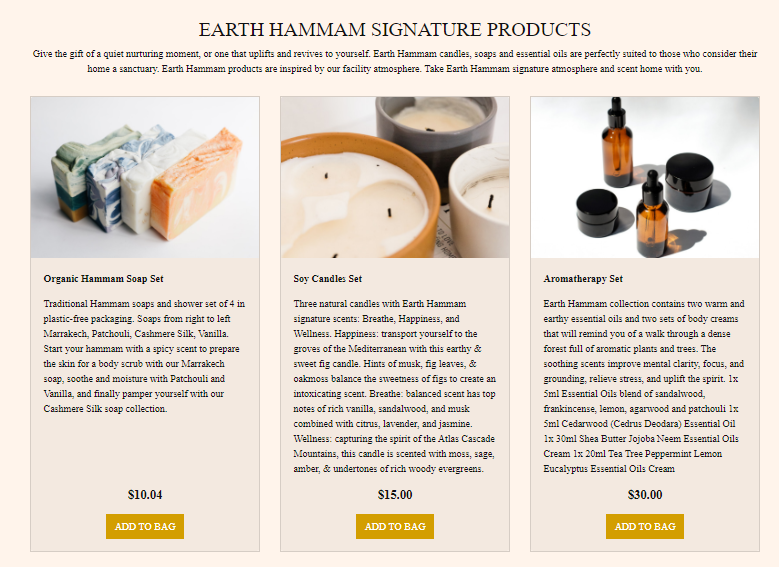 EARTH HAMMAM SIGNATURE PRODUCTS
Give the gift of a quiet nurturing moment, or one that uplifts and revives to yourself. Earth Hammam candles, soaps and essential oils are perfectly suited to those who consider their
home a sanctuary. Earth Hammam products are inspired by our facility atmosphere. Take Earth Hammam signature atmosphere and scent home with you.
Organic Hammam Soap Set
Traditional Hammam soaps and shower set of 4 in
plastic-free packaging. Soaps from right to left
Marrakech, Patchouli, Cashmere Silk, Vanilla.
Start your hammam with a spicy scent to prepare
the skin for a body scrub with our Marrakech
soap, soothe and moisture with Patchouli and
Vanilla, and finally pamper yourself with our
Cashmere Silk soap collection.
$10.04
ADD TO BAG
Soy Candles Set
Three natural candles with Earth Hammam
signature scents: Breathe, Happiness, and
Wellness. Happiness: transport yourself to the
groves of the Mediterranean with this earthy &
sweet fig candle. Hints of musk, fig leaves, &
oakmoss balance the sweetness of figs to create an
intoxicating scent. Breathe: balanced scent has top
notes of rich vanilla, sandalwood, and musk
combined with citrus, lavender, and jasmine.
Wellness: capturing the spirit of the Atlas Cascade
Mountains, this candle is scented with moss, sage,
amber, & undertones of rich woody evergreens.
$15.00
ADD TO BAG
Aromatherapy Set
Earth Hammam collection contains two warm and
earthy essential oils and two sets of body creams
that will remind you of a walk through a dense
forest full of aromatic plants and trees. The
soothing scents improve mental clarity, focus, and
grounding, relieve stress, and uplift the spirit. 1x
5ml Essential Oils blend of sandalwood,
frankincense, lemon, agarwood and patchouli 1x
5ml Cedarwood (Cedrus Deodara) Essential Oil
1x 30ml Shea Butter Jojoba Neem Essential Oils
Cream 1x 20ml Tea Tree Peppermint Lemon
Eucalyptus Essential Oils Cream
$30.00
ADD TO BAG